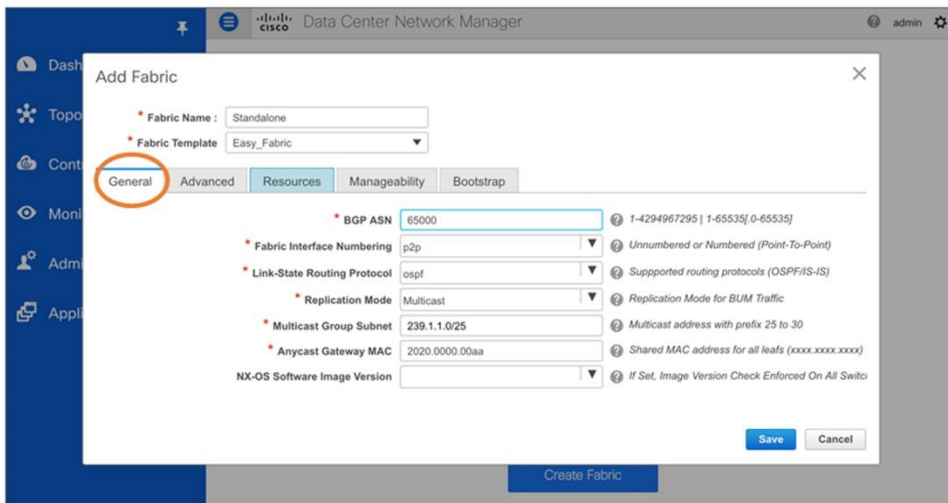 cisco Data Center Network Manager
admin
Dash
Topo
Cont
Moni
Admi
Appli
Add Fabric
* Fabric Name : Standalone
* Fabric Template Easy_Fabric
General Advanced Resources Manageability Bootstrap
* BGP ASN 65000 1-4294967295 | 1-65535[.0-65535]
* Fabric Interface Numbering p2p Unnumbered or Numbered (Point-To-Point)
* Link-State Routing Protocol ospf Suppported routing protocols (OSPF/IS-IS)
* Replication Mode Multicast Replication Mode for BUM Traffic
* Multicast Group Subnet 239.1.1.0/25 Multicast address with prefix 25 to 30
* Anycast Gateway MAC 2020.0000.00aa Shared MAC address for all leafs (xxxx.xxxx.xxxx)
NX-OS Software Image Version If Set, Image Version Check Enforced On All Switc
Save Cancel
Create Fabric